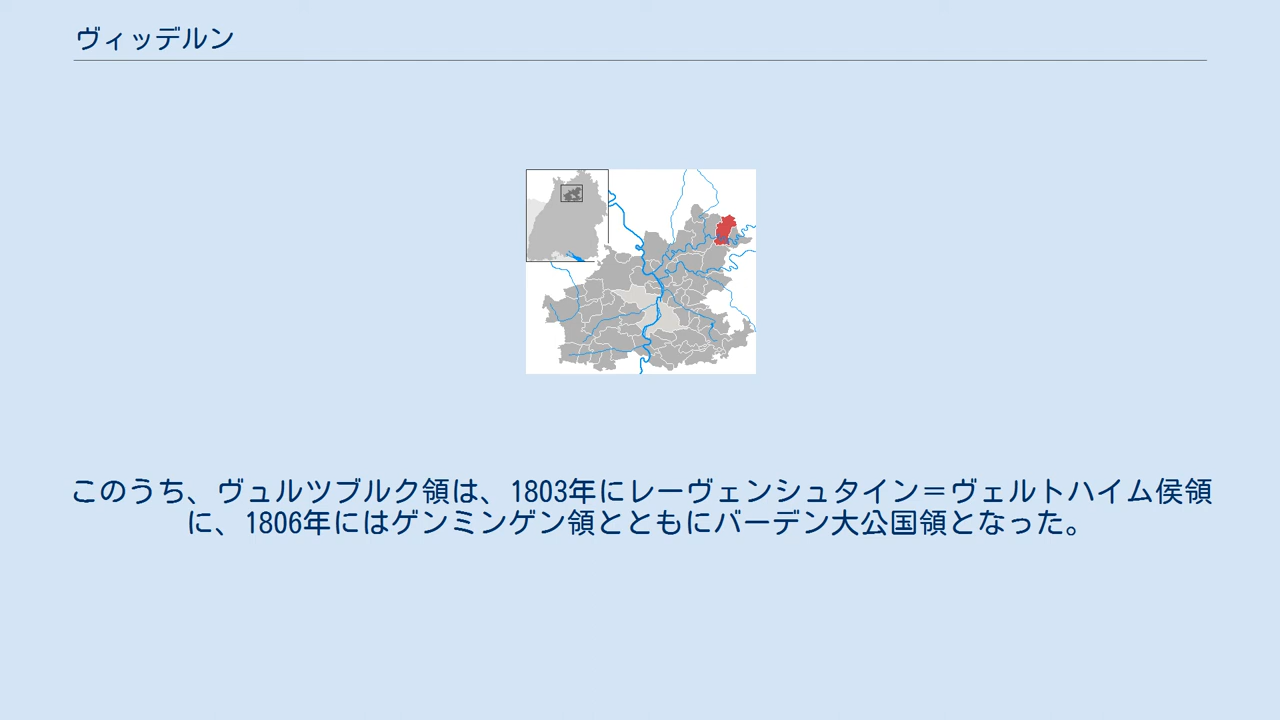 ヴィッデルン
このうち、ヴュルツブルク領は、1803年にレーヴェンシュタイン＝ヴェルトハイム侯領
に、1806年にはゲンミンゲン領とともにバーデン大公国領となった。